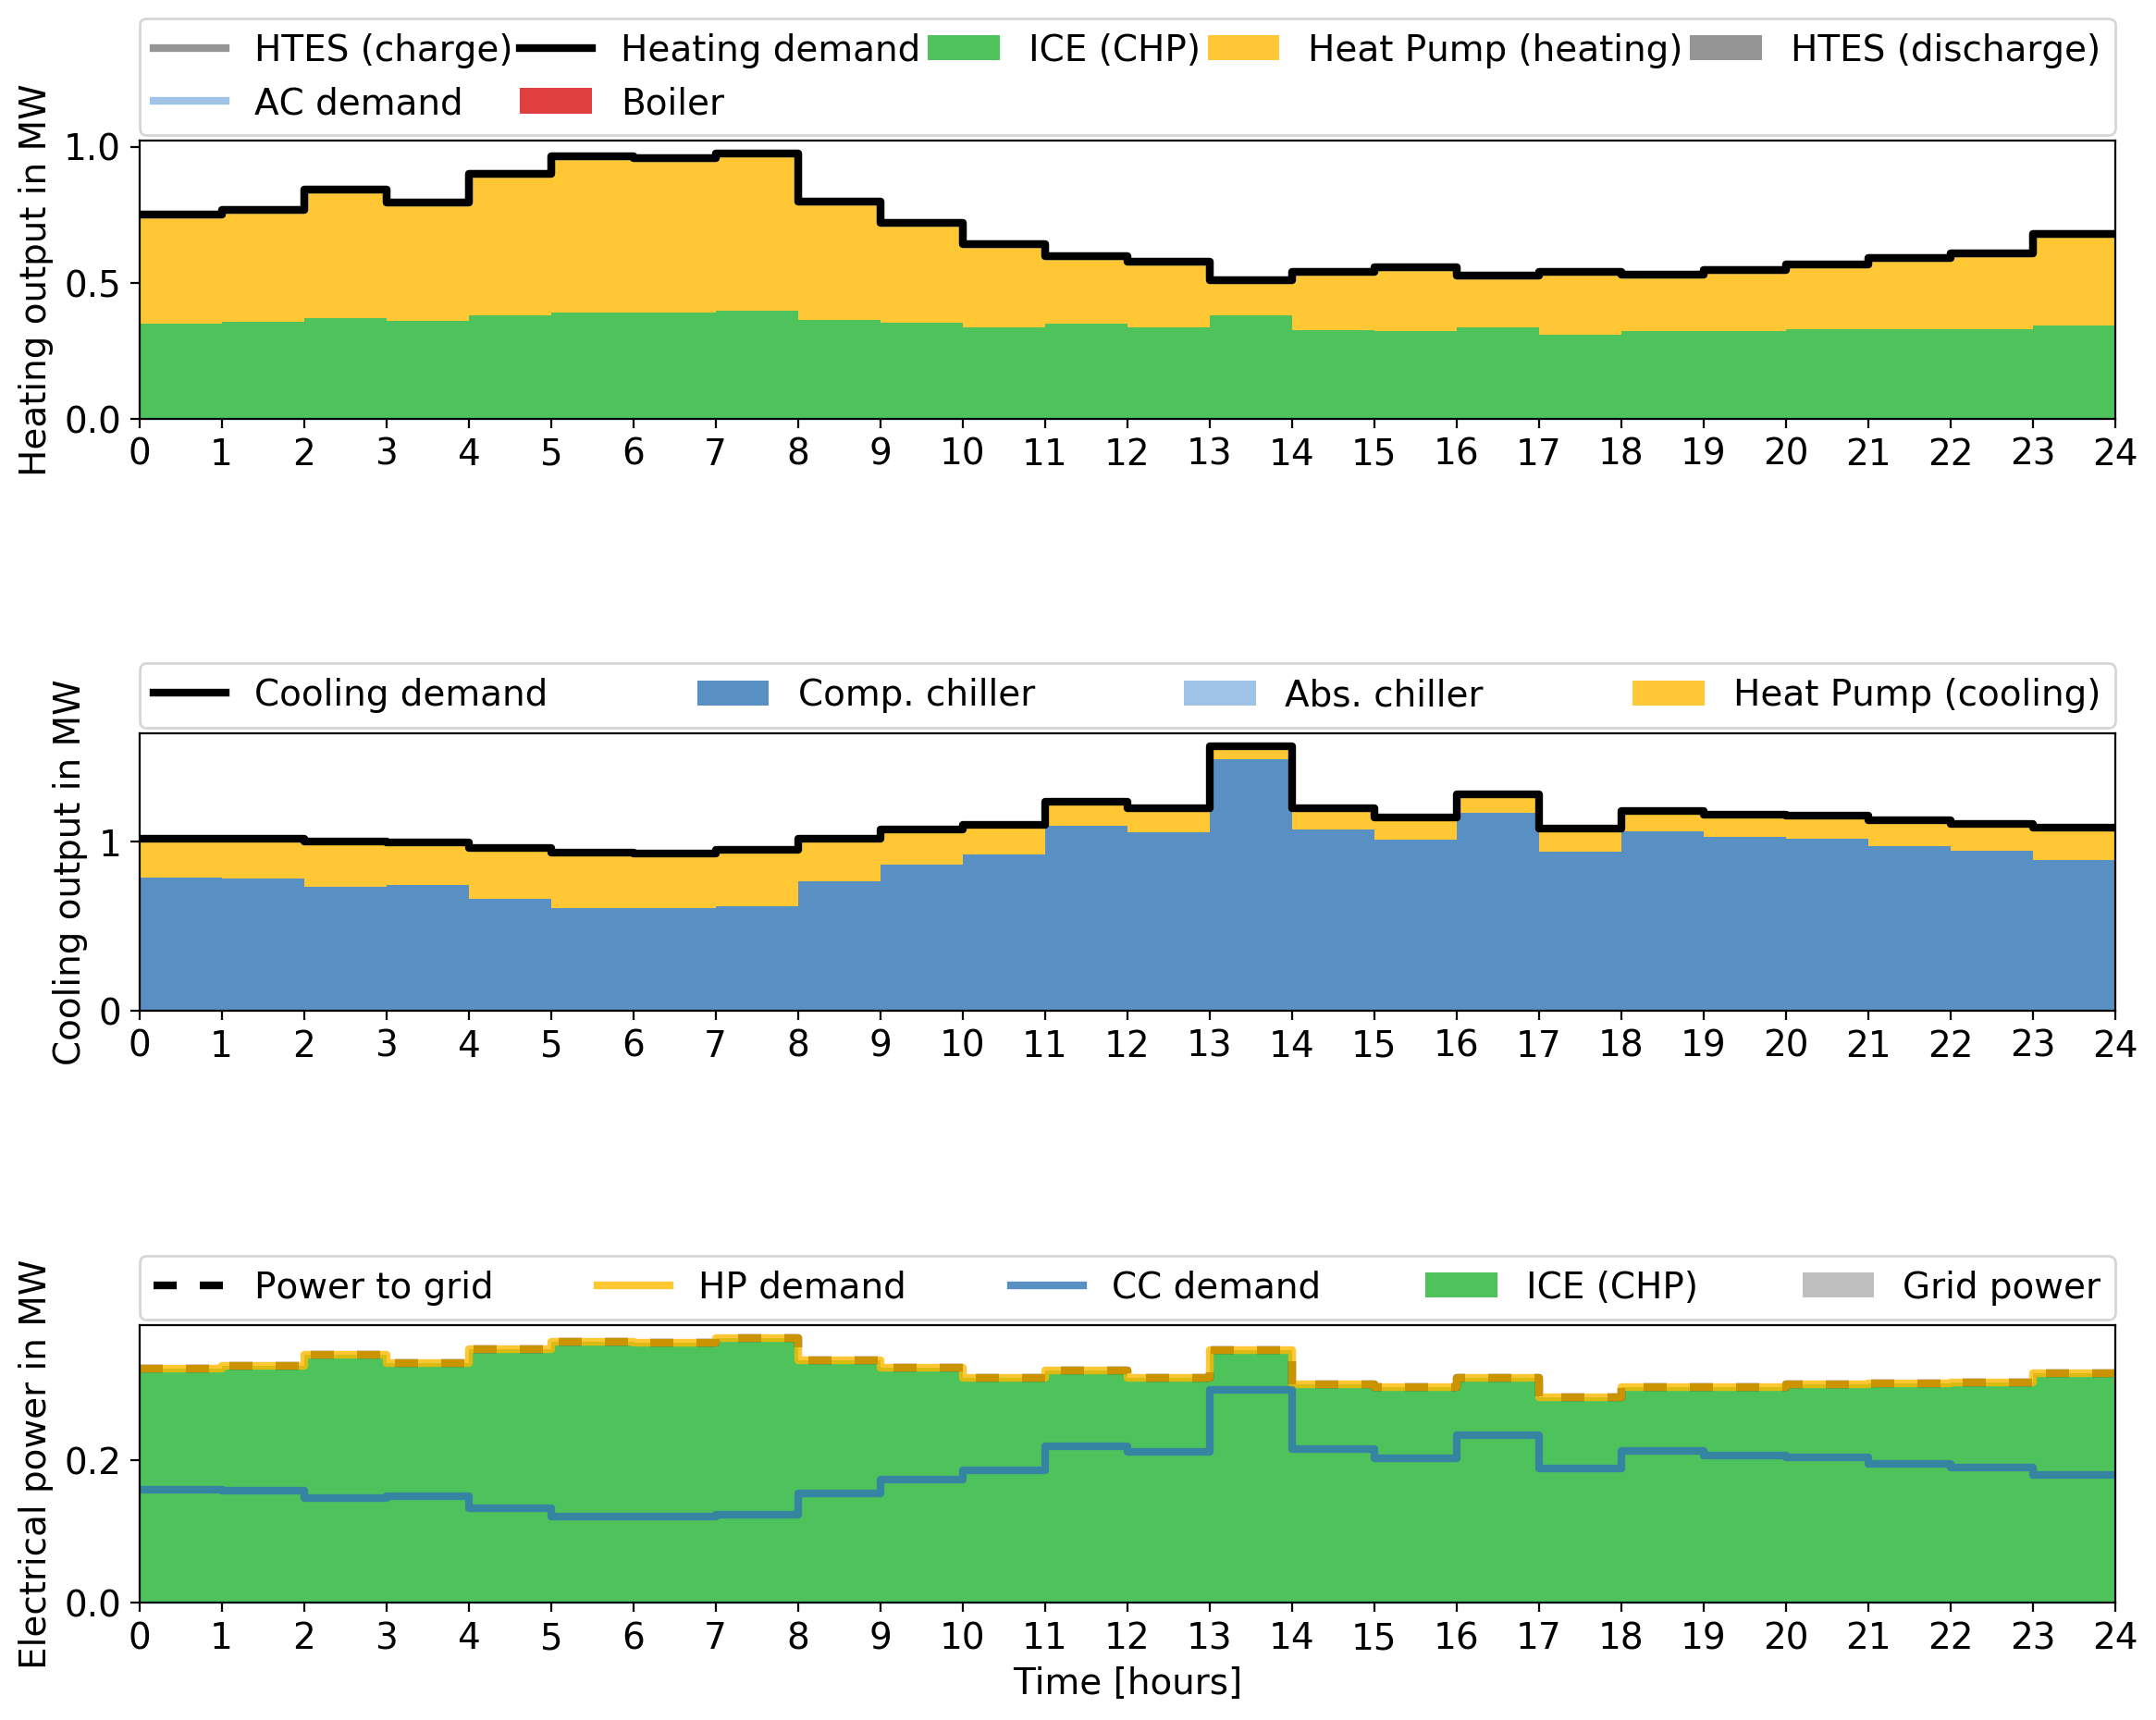 HTES (charge) Heating demand ICE (CHP) Heat Pump (heating) HTES (discharge)
AC demand Boiler
Heating output in MW
1.0
0.5
0.0
0 1 2 3 4 5 6 7 8 9 10 11 12 13 14 15 16 17 18 19 20 21 22 23 24
Cooling demand Comp. chiller Abs. chiller Heat Pump (cooling)
Cooling output in MW
1
0
0 1 2 3 4 5 6 7 8 9 10 11 12 13 14 15 16 17 18 19 20 21 22 23 24
Power to grid HP demand CC demand ICE (CHP) Grid power
Electrical power in MW
0.2
0.0
0 1 2 3 4 5 6 7 8 9 10 11 12 13 14 15 16 17 18 19 20 21 22 23 24
Time [hours]